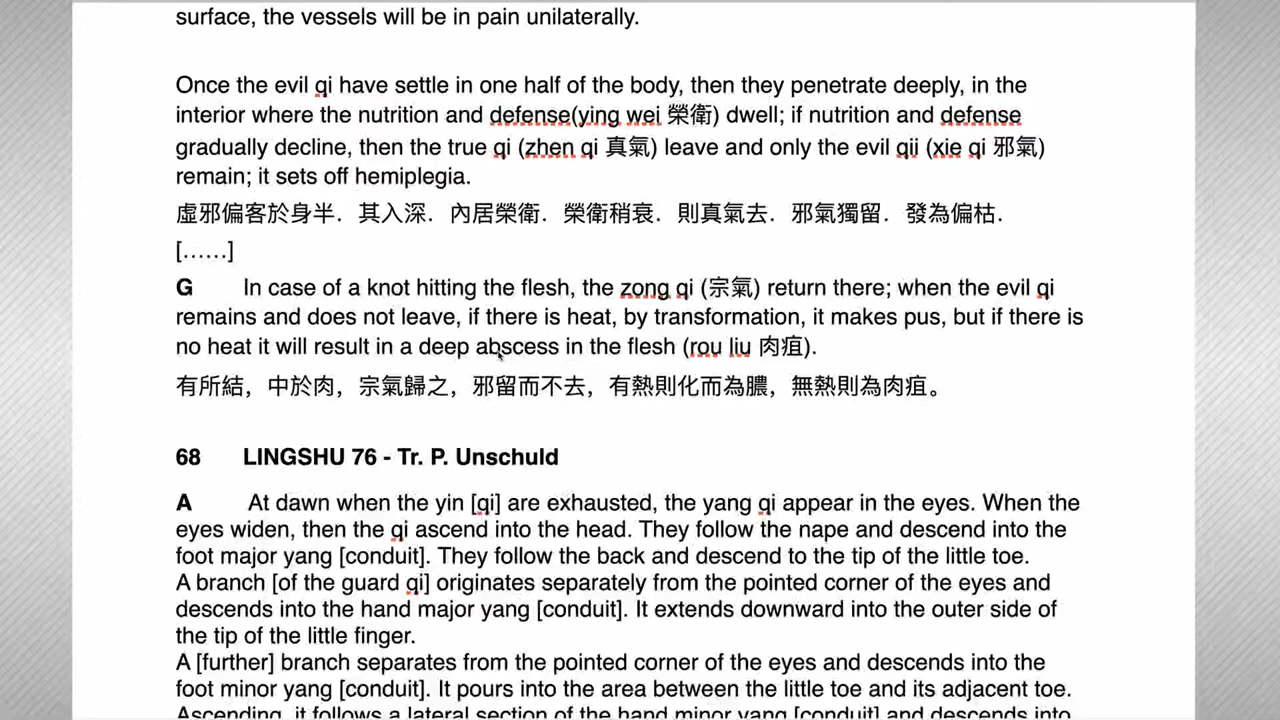 surface, the vessels will be in pain unilaterally.
Once the evil qi have settle in one half of the body, then they penetrate deeply, in the
interior where the nutrition and defense(ying wei 榮衛) dwell; if nutrition and defense
gradually decline, then the true qi (zhen qi 真氣) leave and only the evil qii (xie qi 邪氣)
remain; it sets off hemiplegia.
虛邪偏客於身半．其入深．內居榮衛．榮衛稍衰．則真氣去．邪氣獨留．發為偏枯．
[……]
G In case of a knot hitting the flesh, the zong qi (宗氣) return there; when the evil qi
remains and does not leave, if there is heat, by transformation, it makes pus, but if there is
no heat it will result in a deep abscess in the flesh (rou liu 肉疽).
有所結，中於肉，宗氣歸之，邪留而不去，有熱則化而為膿，無熱則為肉疽。
68 LINGSHU 76 - Tr. P. Unschuld
A At dawn when the yin [qi] are exhausted, the yang qi appear in the eyes. When the
eyes widen, then the qi ascend into the head. They follow the nape and descend into the
foot major yang [conduit]. They follow the back and descend to the tip of the little toe.
A branch [of the guard qi] originates separately from the pointed corner of the eyes and
descends into the hand major yang [conduit]. It extends downward into the outer side of
the tip of the little finger.
A [further] branch separates from the pointed corner of the eyes and descends into the
foot minor yang [conduit]. It pours into the area between the little toe and its adjacent toe.
Ascending, it follows a lateral section of the hand minor yang [conduit] and descends into